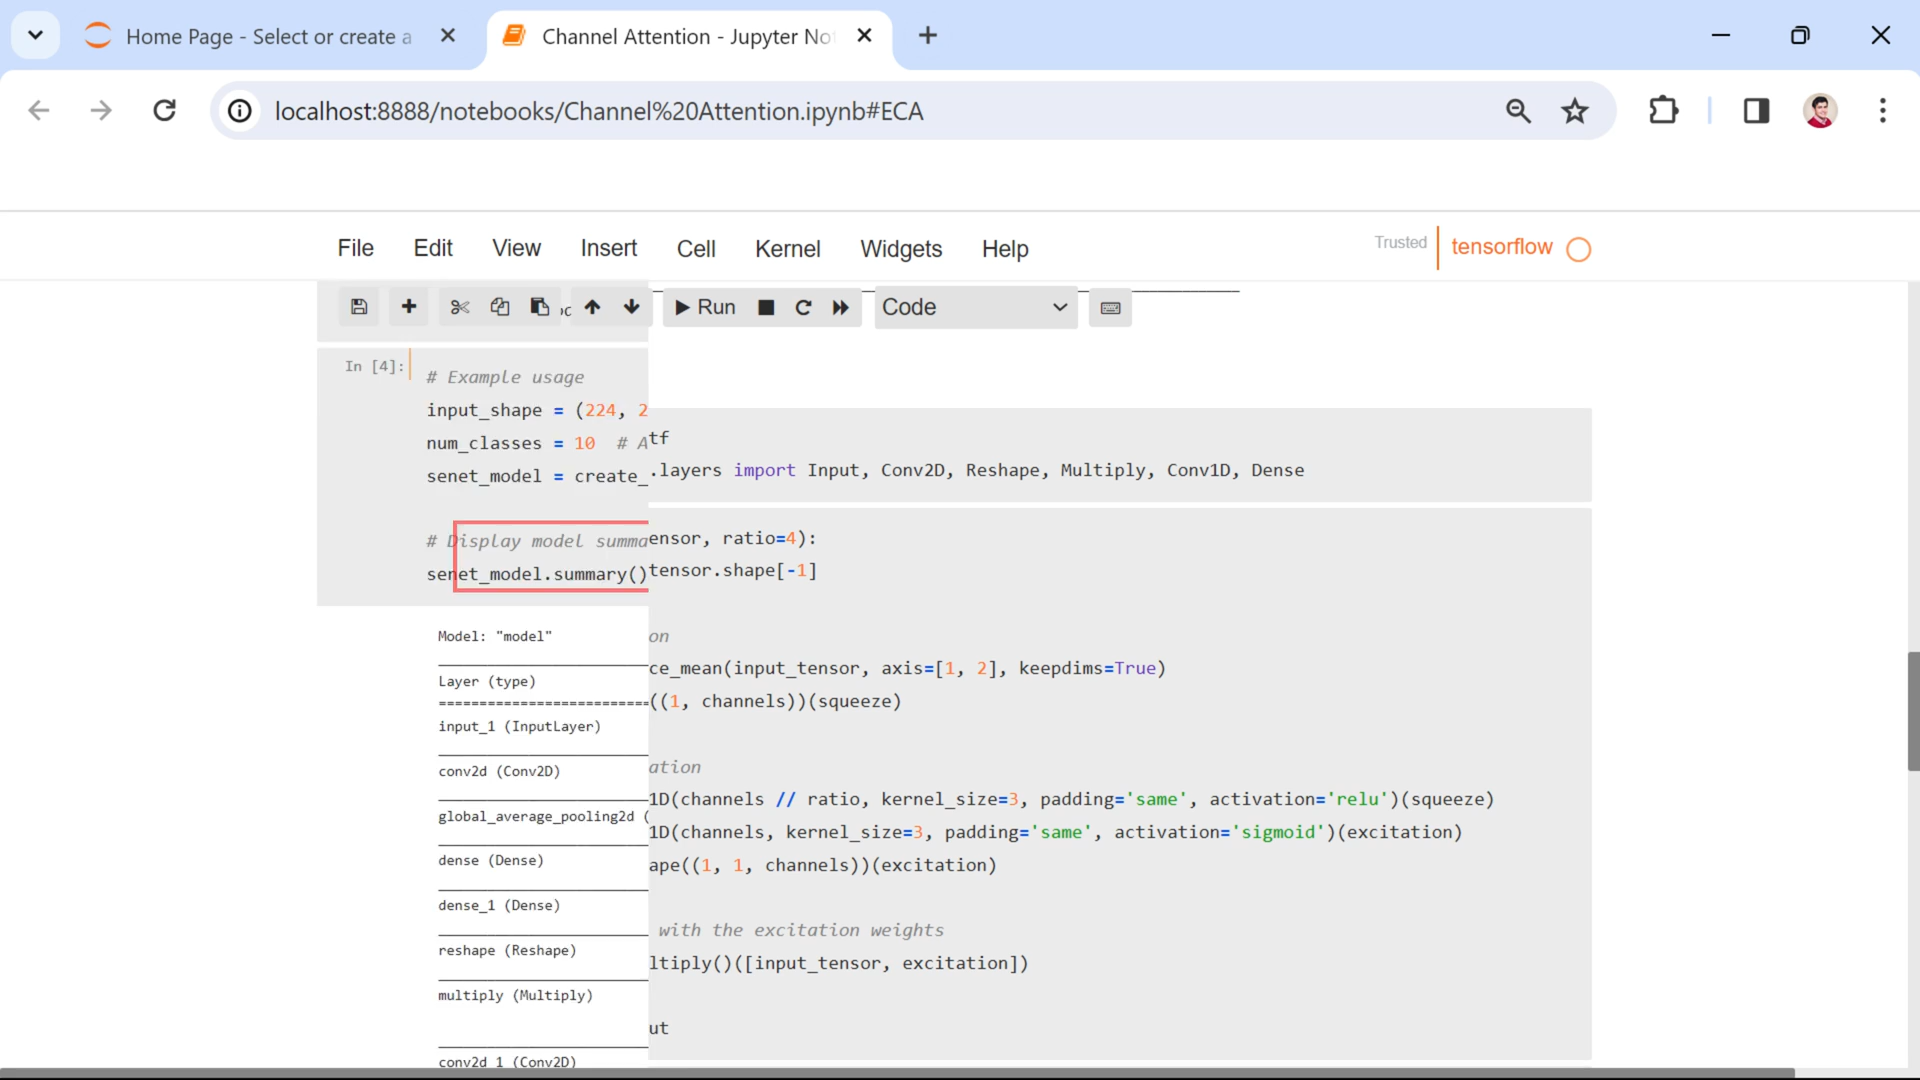 Home Page - Select or create a
Channel Attention - Jupyter No
localhost:8888/notebooks/Channel%20Attention.ipynb#ECA
File Edit View Insert Cell Kernel Widgets Help
Trusted tensorflow
Run Code
In [4]:
# Example usage
input_shape = (224, 2
num_classes = 10 # A
senet_model = create_
# Display model summa
senet_model.summary()
Model: "model"
Layer (type)
input_1 (InputLayer)
conv2d (Conv2D)
global_average_pooling2d (
dense (Dense)
dense_1 (Dense)
reshape (Reshape)
multiply (Multiply)
conv2d_1 (Conv2D)
tf
.layers import Input, Conv2D, Reshape, Multiply, Conv1D, Dense
ensor, ratio=4):
tensor.shape[-1]
on
ce_mean(input_tensor, axis=[1, 2], keepdims=True)
((1, channels))(squeeze)
ation
1D(channels // ratio, kernel_size=3, padding='same', activation='relu')(squeeze)
1D(channels, kernel_size=3, padding='same', activation='sigmoid')(excitation)
ape((1, 1, channels))(excitation)
with the excitation weights
ltiply()([input_tensor, excitation])
ut